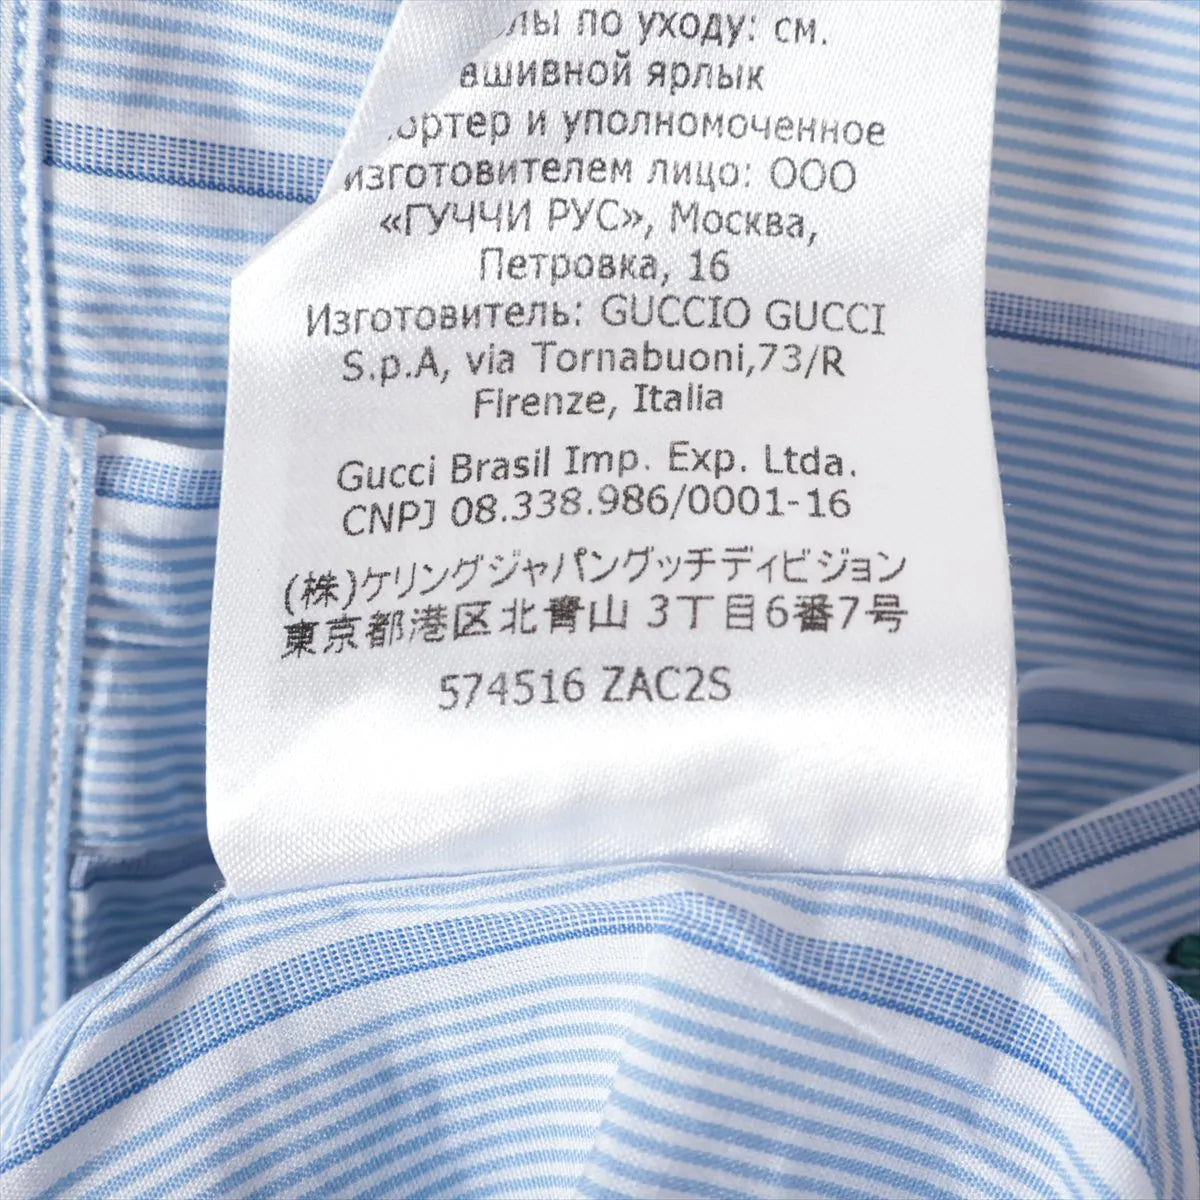 по уходу: см.
вшивной ярлык
и уполномоченное
изготовителем лицо: ООО
«ГУЧЧИ РУС», Москва,
Петровка, 16
Изготовитель: GUCCIO GUCCI
S.p.A, via Tornabuoni,73/R
Firenze, Italia
Gucci Brasil Imp. Exp. Ltda.
CNPJ 08.338.986/0001-16
(株)ケリングジャパングッチディビジョン
東京都港区北青山 3丁目6番7号
574516 ZAC2S